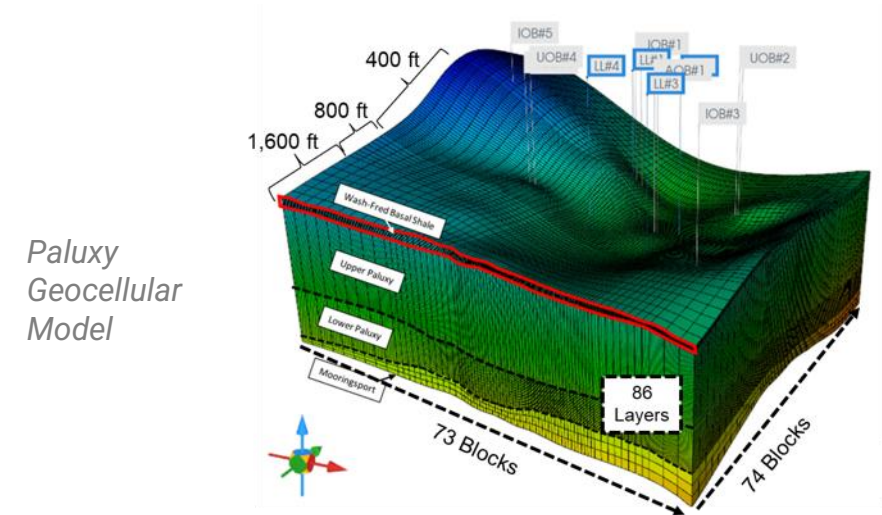 IOB#5
UOB#4
IOB#1
UOB#2
LL#4
AOB#1
LL#3
IOB#3
400 ft
800 ft
1,600 ft
Wash-Fred Basal Shale
Upper Paluxy
Lower Paluxy
Mooringsport
Paluxy
Geocellular
Model
86
Layers
73 Blocks
74 Blocks